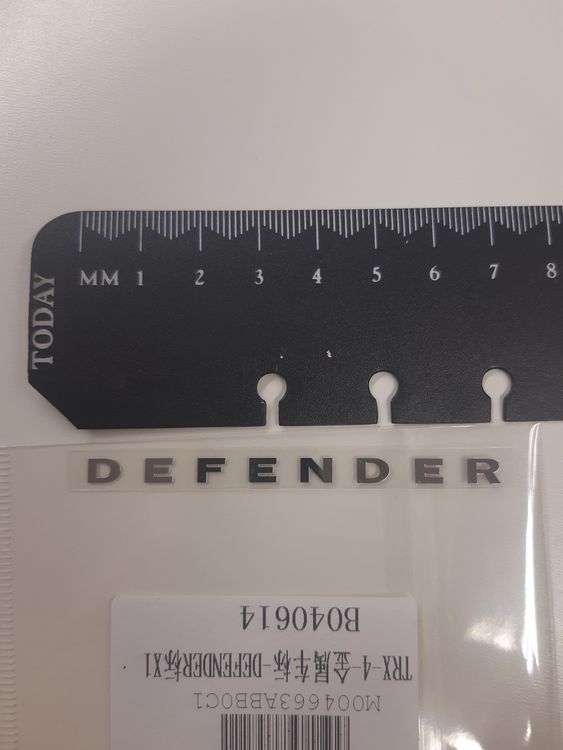 MM 1 2 3 4 5 6 7 8
TODAY
DEFENDER
B040614
TRX-4-金属车标-DEFENDER标X1
M004663ABB0C1